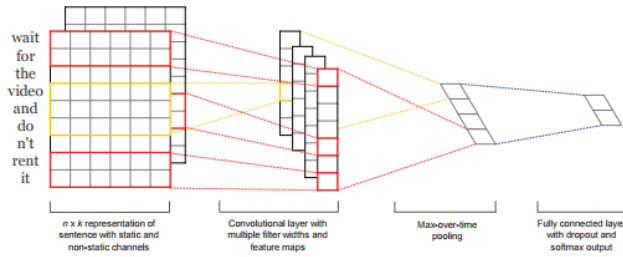 wait
for
the
video
and
do
n't
rent
it
n x k representation of
sentence with static and
non-static channels
Convolutional layer with
multiple filter widths and
feature maps
Max-over-time
pooling
Fully connected layer
with dropout and
softmax output